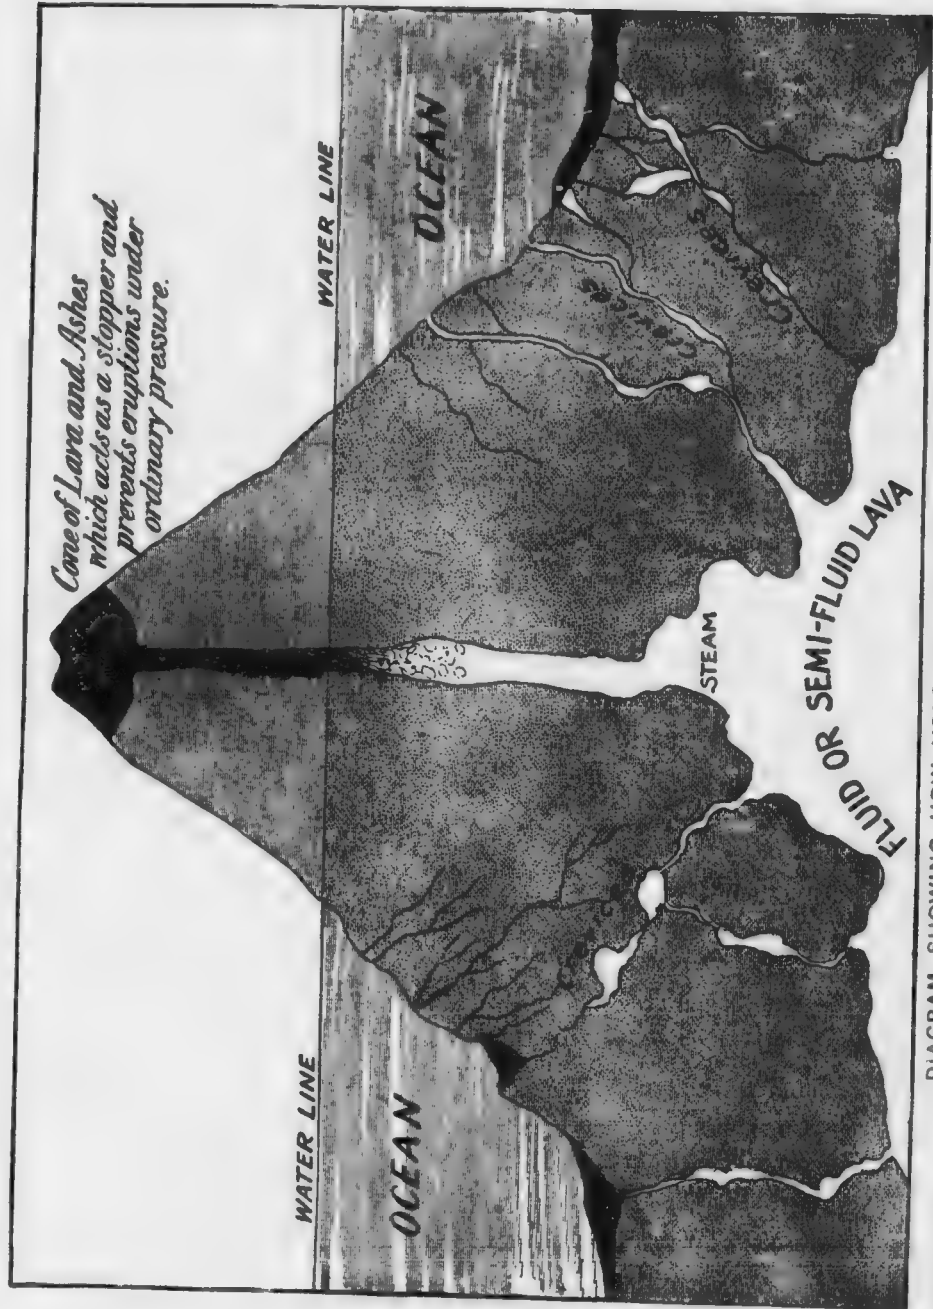 Cone of Lava and Ashes
which acts as a stopper and
prevents eruptions under
ordinary pressure.
WATER LINE
WATER LINE
OCEAN
OCEAN
CREVICES
CREVICES
STEAM
FLUID OR SEMI-FLUID LAVA
DIAGRAM SHOWING